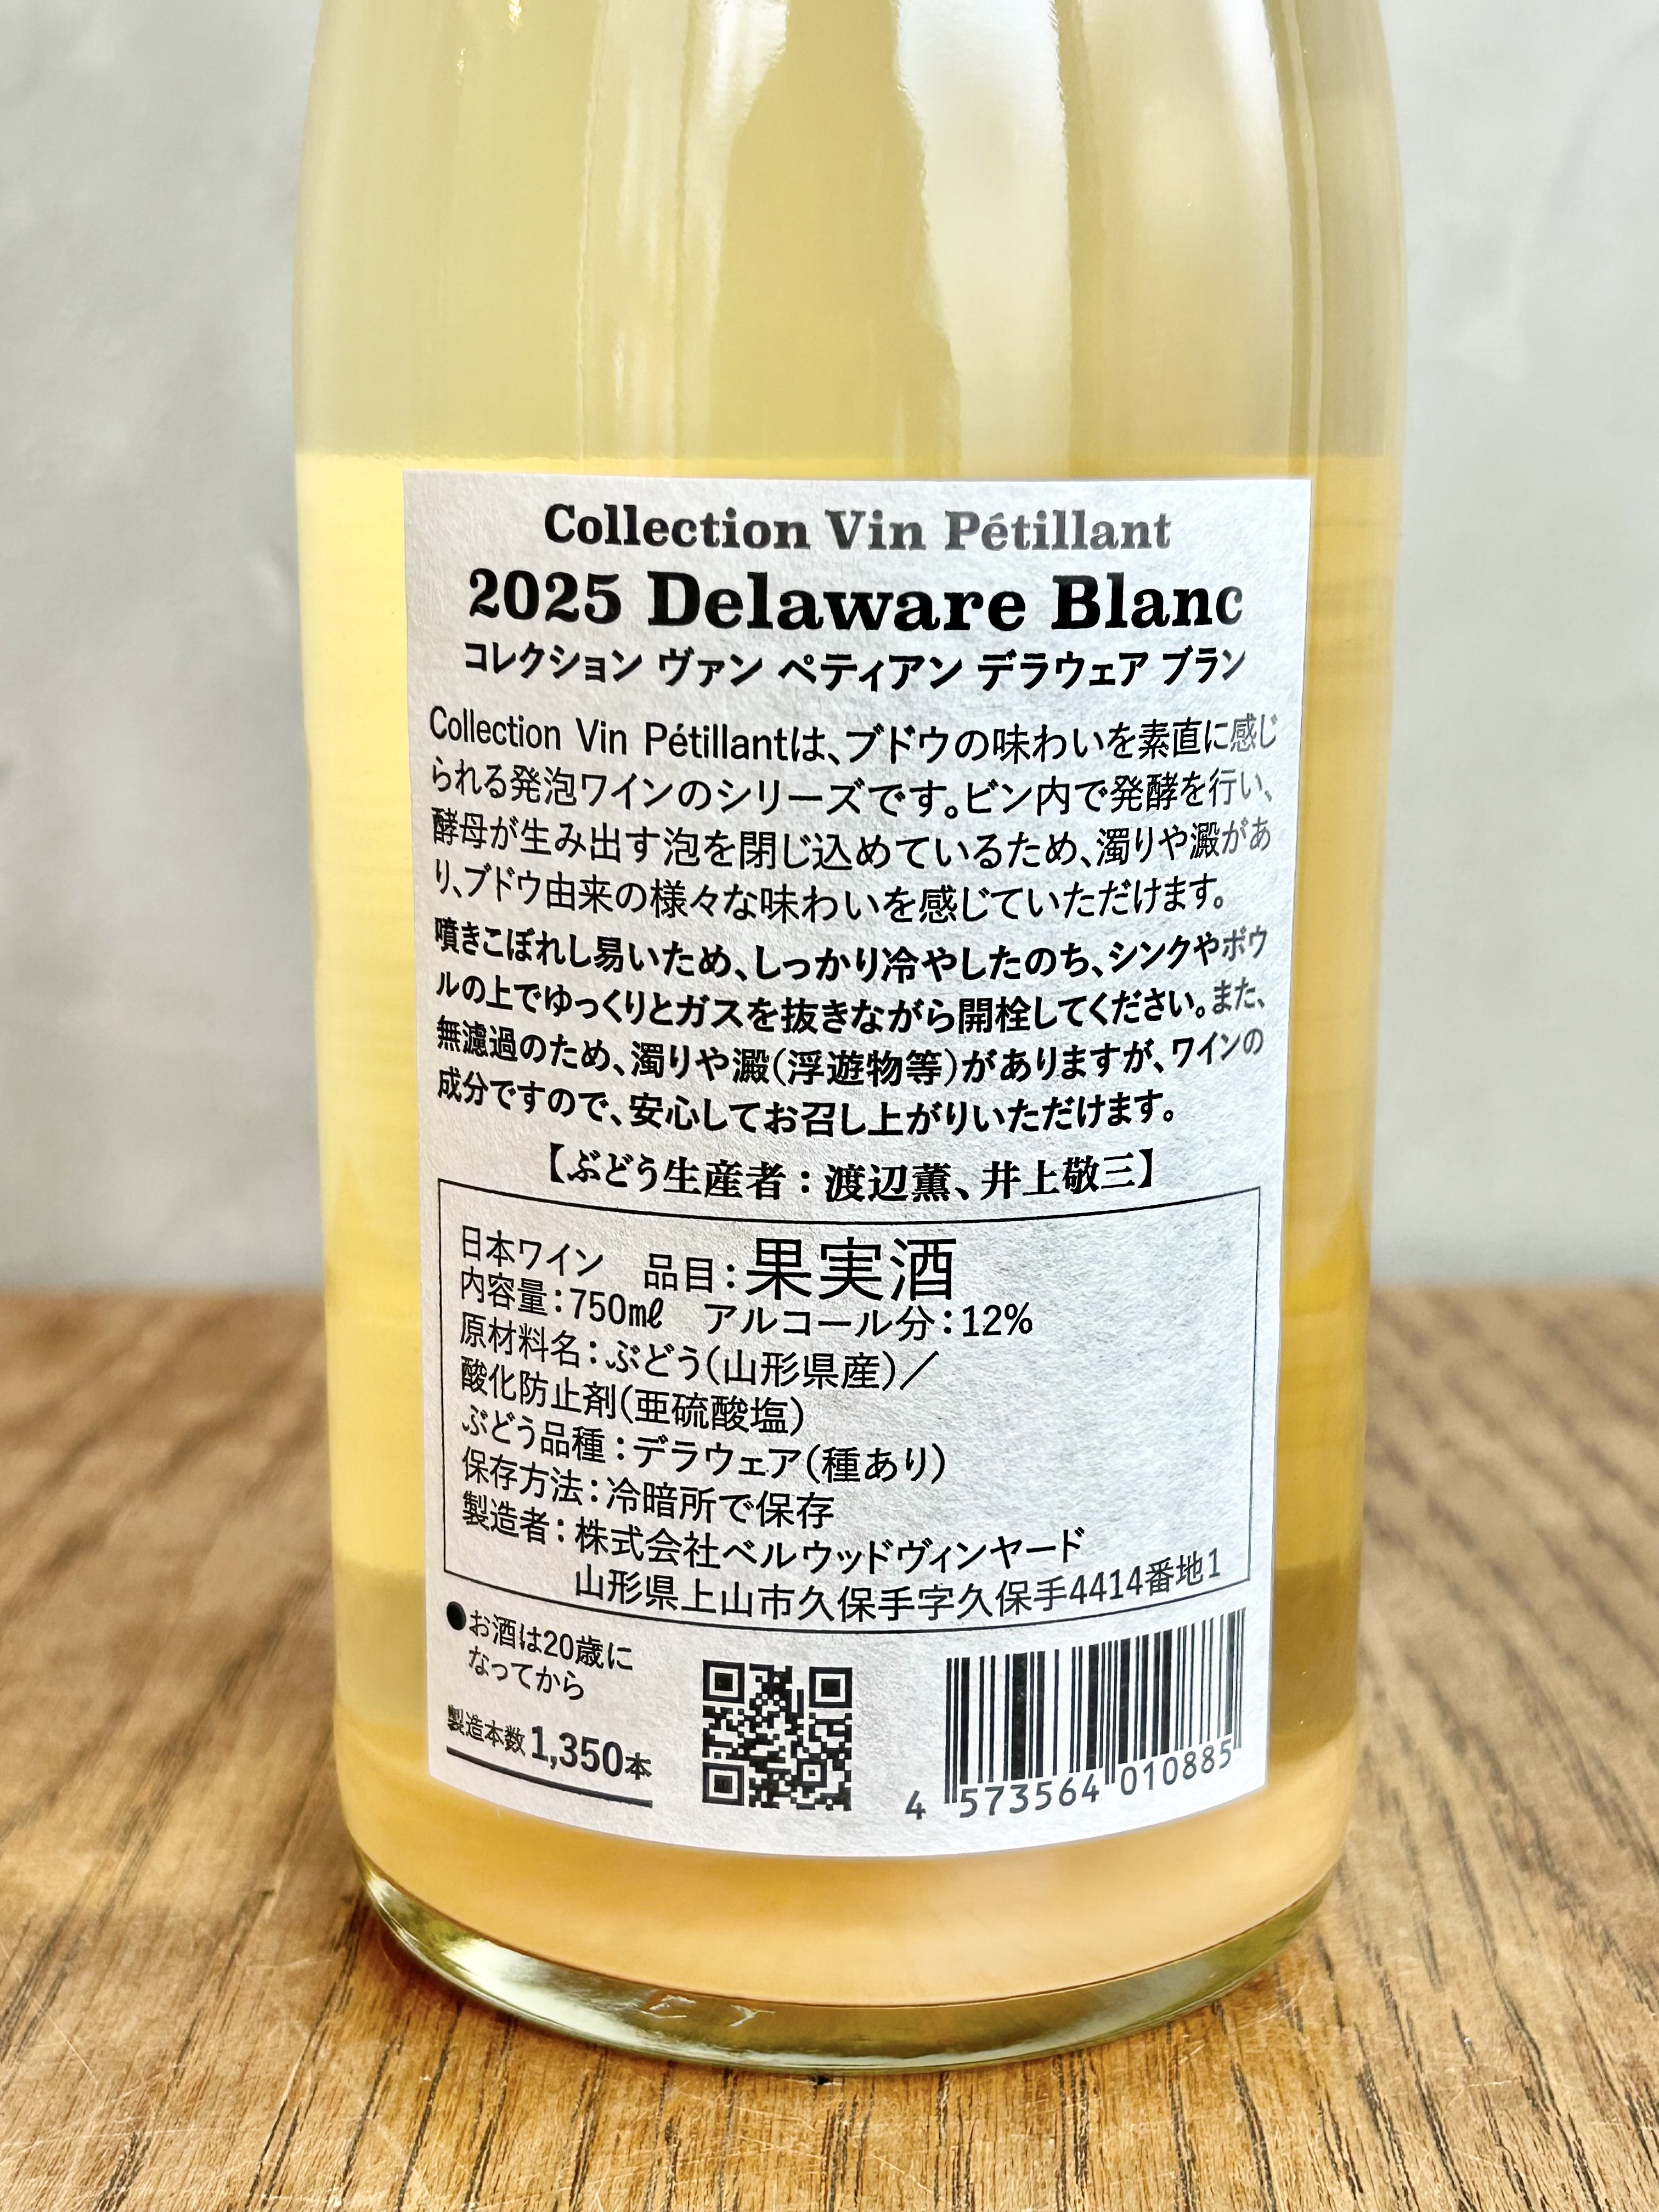 Collection Vin Pétillant
2025 Delaware Blanc
コレクション ヴァン ペティアン デラウェア ブラン
Collection Vin Pétillantは、ブドウの味わいを素直に感じ
られる発泡ワインのシリーズです。ビン内で発酵を行い、
酵母が生み出す泡を閉じ込めているため、濁りや澱があ
り、ブドウ由来の様々な味わいを感じていただけます。
噴きこぼれし易いため、しっかり冷やしたのち、シンクやボウ
ルの上でゆっくりとガスを抜きながら開栓してください。また、
無濾過のため、濁りや澱(浮遊物等)がありますが、ワインの
成分ですので、安心してお召し上がりいただけます。
【ぶどう生産者：渡辺薫、井上敬三】
日本ワイン 品目：果実酒
内容量：750㎖ アルコール分：12%
原材料名：ぶどう(山形県産)／
酸化防止剤(亜硫酸塩)
ぶどう品種：デラウェア(種あり)
保存方法：冷暗所で保存
製造者：株式会社ベルウッドヴィンヤード
山形県上山市久保手字久保手4414番地1
●お酒は20歳に
なってから
製造本数1,350本
4 573564 010885